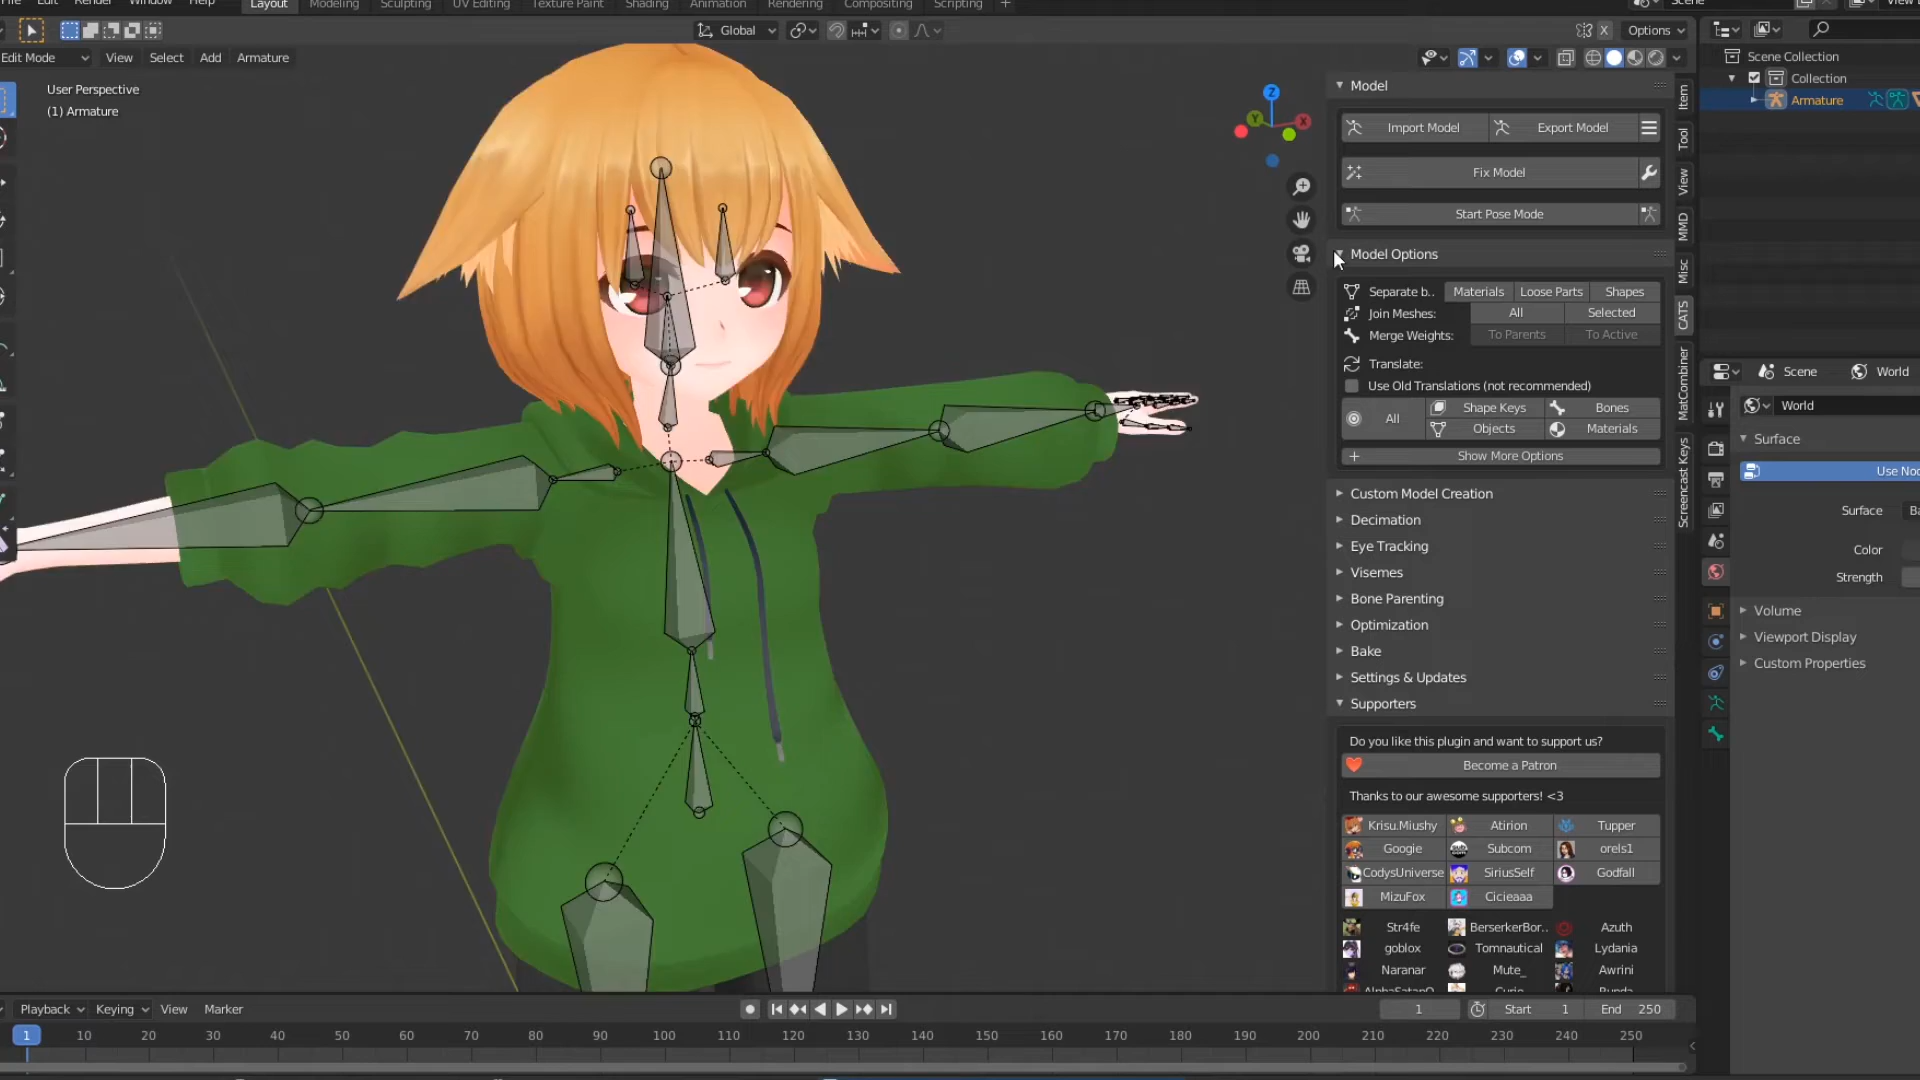 File Edit Render Window Help Layout Modeling Sculpting UV Editing Texture Paint Shading Animation Rendering Compositing Scripting + Scene
Global Options
Edit Mode View Select Add Armature
User Perspective
(1) Armature
Z
Y
X
Model
Import Model Export Model
Fix Model
Start Pose Mode
Model Options
Separate b.. Materials Loose Parts Shapes
Join Meshes: All Selected
Merge Weights: To Parents To Active
Translate:
Use Old Translations (not recommended)
All Shape Keys Bones
Objects Materials
Show More Options
Custom Model Creation
Decimation
Eye Tracking
Visemes
Bone Parenting
Optimization
Bake
Settings & Updates
Supporters
Do you like this plugin and want to support us?
Become a Patron
Thanks to our awesome supporters! <3
Krisu.Miushy Atirion Tupper
Googie Subcom orels1
CodysUniverse SiriusSelf Godfall
MizuFox Cicieaaa
Str4fe BerserkerBor.. Azuth
goblox Tomnautical Lydania
Naranar Mute_ Awrini
Item
Tool
View
MMD
Misc
CATS
MatCombiner
Screencast Keys
Scene Collection
Collection
Armature
Scene World
World
Surface
Use Noc
Surface Ba
Color
Strength
Volume
Viewport Display
Custom Properties
Playback Keying View Marker 1 Start 1 End 250
1 10 20 30 40 50 60 70 80 90 100 110 120 130 140 150 160 170 180 190 200 210 220 230 240 250